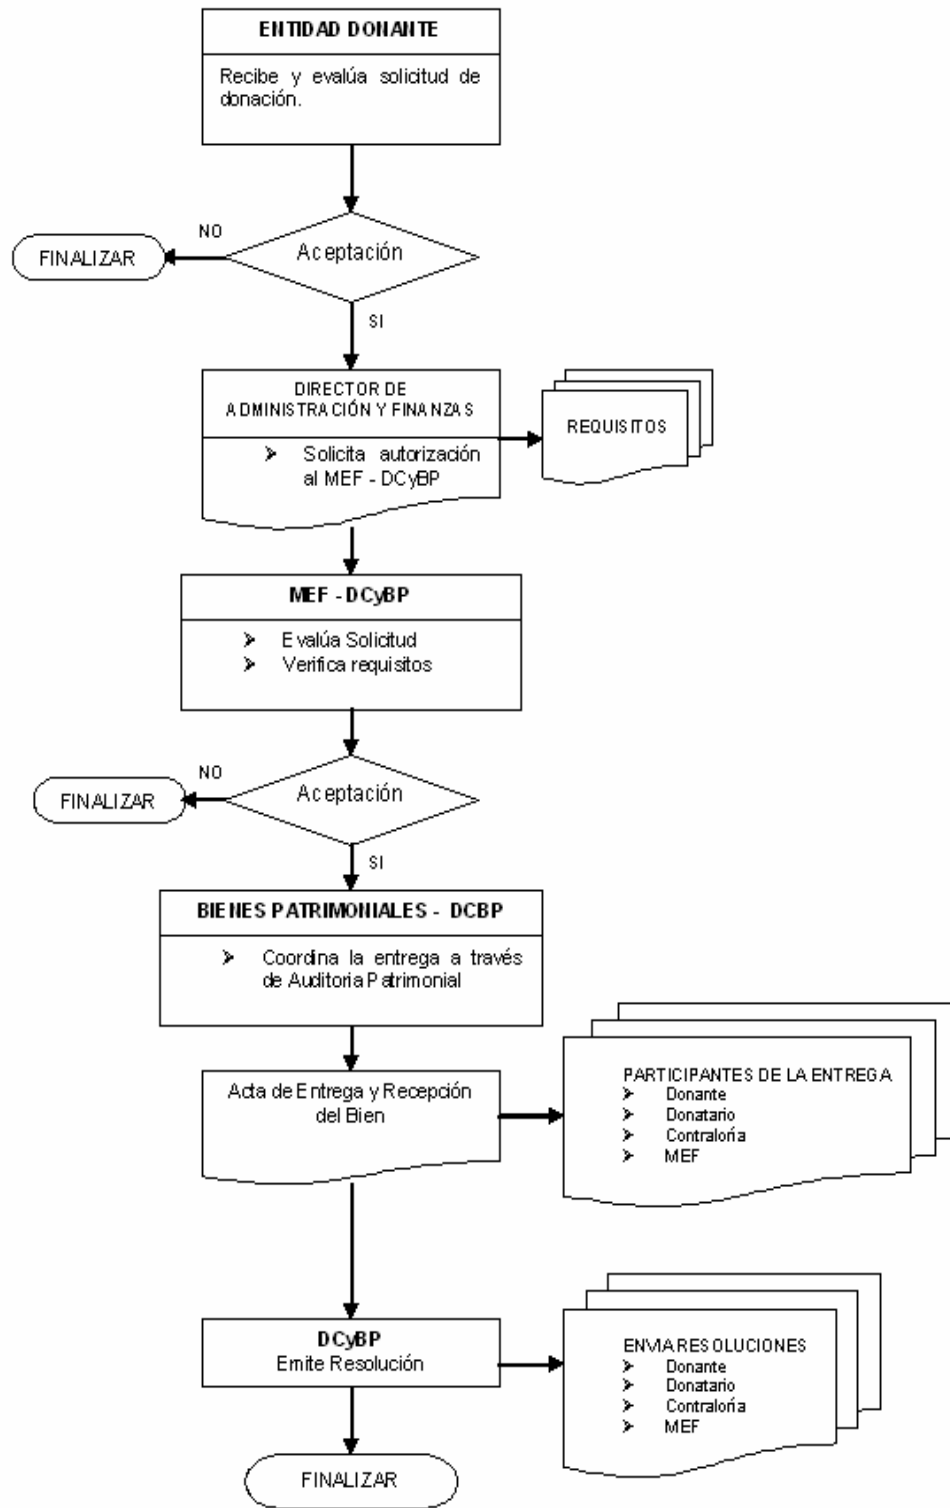 ENTIDAD DONANTE
Recibe y evalúa solicitud de
donación.
NO
Aceptación
FINALIZAR
SI
DIRECTOR DE
ADMINISTRACIÓN Y FINANZAS
REQUISITOS
➢ Solicita autorización
al MEF - DCyBP
MEF - DCyBP
➢ Evalúa Solicitud
➢ Verifica requisitos
NO
Aceptación
FINALIZAR
SI
BIENES PATRIMONIALES - DCBP
➢ Coordina la entrega a través
de Auditoria Patrimonial
Acta de Entrega y Recepción
del Bien
PARTICIPANTES DE LA ENTREGA
➢ Donante
➢ Donatario
➢ Contraloría
➢ MEF
DCyBP
Emite Resolución
ENVIA RESOLUCIONES
➢ Donante
➢ Donatario
➢ Contraloría
➢ MEF
FINALIZAR